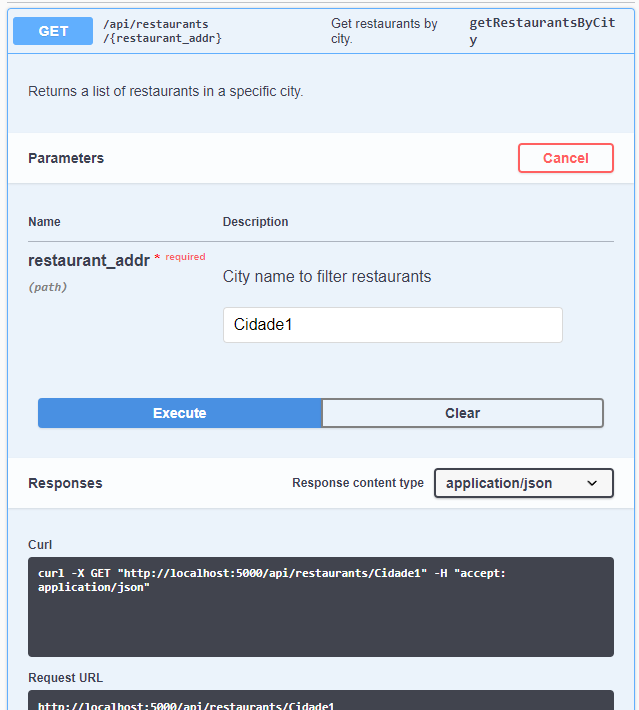 GET
/api/restaurants
/{restaurant_addr}
Get restaurants by
city.
getRestaurantsByCit
y
Returns a list of restaurants in a specific city.
Parameters
Cancel
Name
Description
restaurant_addr * required
(path)
City name to filter restaurants
Cidade1
Execute
Clear
Responses
Response content type
application/json
Curl
curl -X GET "http://localhost:5000/api/restaurants/Cidade1" -H "accept:
application/json"
Request URL
http://localhost:5000/api/restaurants/Cidade1